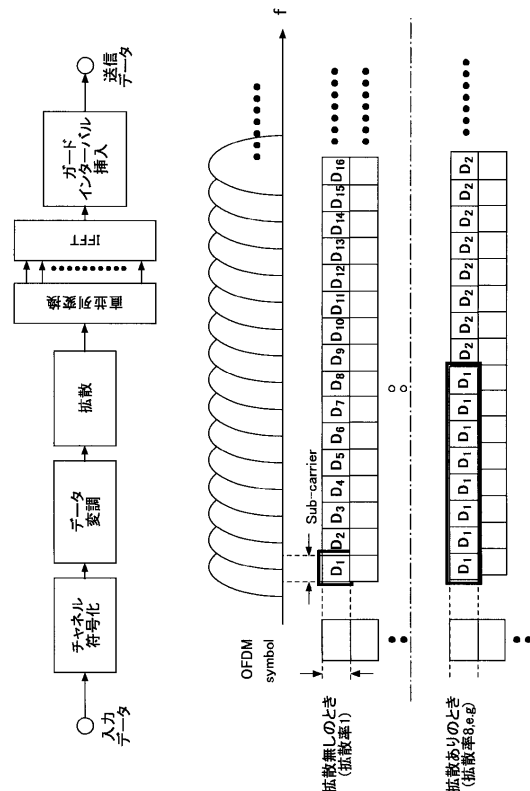 入力
データ
チャネル
符号化
データ
変調
拡散
直並列変換
IFFT
ガード
インターバル
挿入
送信
データ
f
Sub-carrier
OFDM
symbol
拡散無しのとき
(拡散率1)
D1 D2 D3 D4 D5 D6 D7 D8 D9 D10 D11 D12 D13 D14 D15 D16
拡散ありのとき
(拡散率8,e.g)
D1 D1 D1 D1 D1 D1 D1 D1 D2 D2 D2 D2 D2 D2 D2 D2